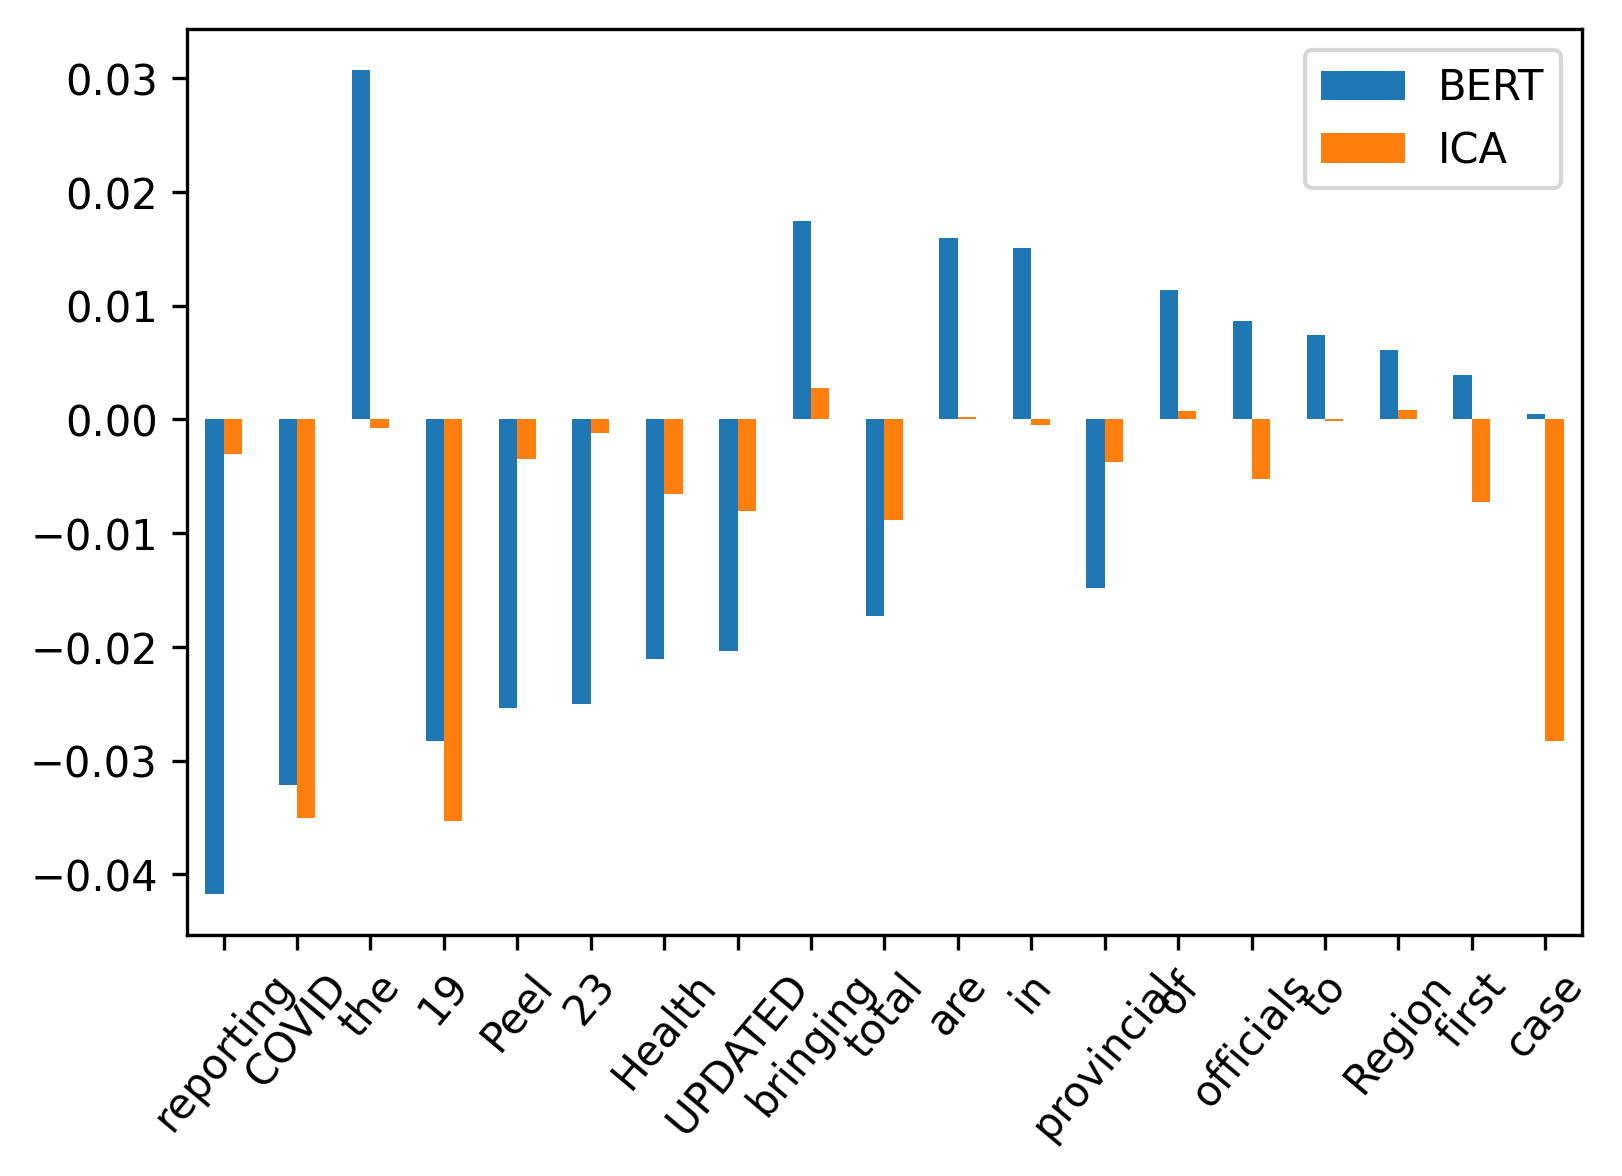 BERT
ICA
0.03
0.02
0.01
0.00
−0.01
−0.02
−0.03
−0.04
reporting
COVID
the
19
Peel
23
Health
UPDATED
bringing
total
are
in
provincial
of
officials
to
Region
first
case